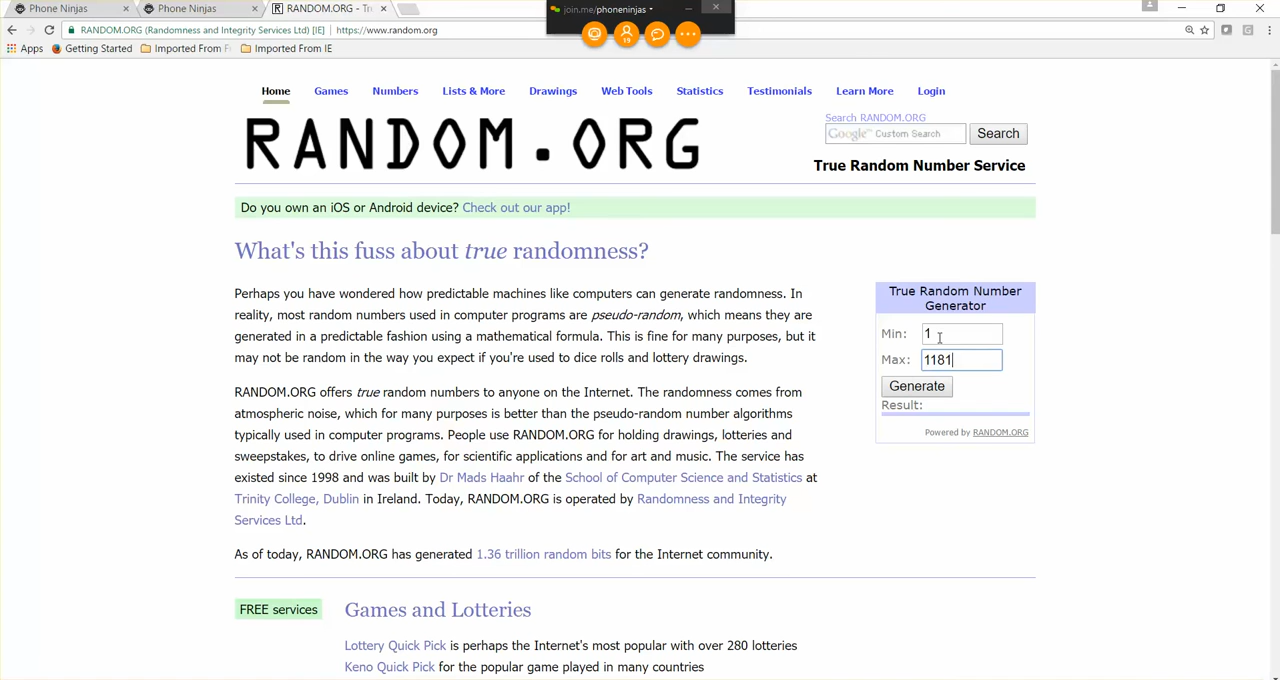 Phone Ninjas
Phone Ninjas
RANDOM.ORG - Tr
join.me/phoneninjas
RANDOM.ORG (Randomness and Integrity Services Ltd) [IE]
https://www.random.org
Apps
Getting Started
Imported From F
Imported From IE
19
Home
Games
Numbers
Lists & More
Drawings
Web Tools
Statistics
Testimonials
Learn More
Login
RANDOM.ORG
Search RANDOM.ORG
Google™ Custom Search
Search
True Random Number Service
Do you own an iOS or Android device? Check out our app!
What's this fuss about true randomness?
Perhaps you have wondered how predictable machines like computers can generate randomness. In
reality, most random numbers used in computer programs are pseudo-random, which means they are
generated in a predictable fashion using a mathematical formula. This is fine for many purposes, but it
may not be random in the way you expect if you're used to dice rolls and lottery drawings.
RANDOM.ORG offers true random numbers to anyone on the Internet. The randomness comes from
atmospheric noise, which for many purposes is better than the pseudo-random number algorithms
typically used in computer programs. People use RANDOM.ORG for holding drawings, lotteries and
sweepstakes, to drive online games, for scientific applications and for art and music. The service has
existed since 1998 and was built by Dr Mads Haahr of the School of Computer Science and Statistics at
Trinity College, Dublin in Ireland. Today, RANDOM.ORG is operated by Randomness and Integrity
Services Ltd.
As of today, RANDOM.ORG has generated 1.36 trillion random bits for the Internet community.
True Random Number
Generator
Min: 1
Max: 1181
Generate
Result:
Powered by RANDOM.ORG
FREE services
Games and Lotteries
Lottery Quick Pick is perhaps the Internet's most popular with over 280 lotteries
Keno Quick Pick for the popular game played in many countries